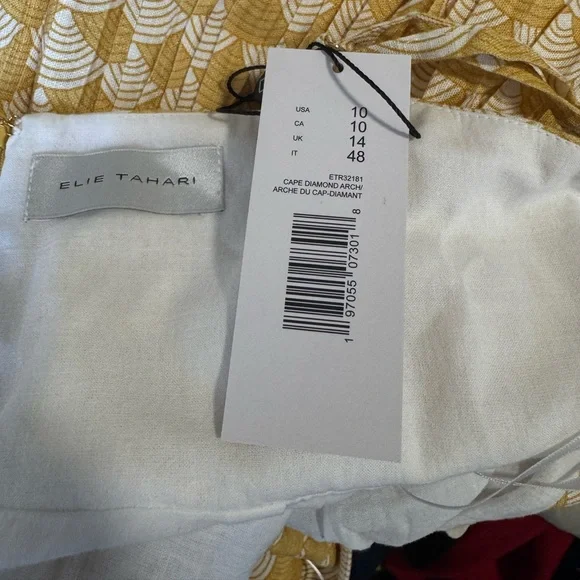 ELIE TAHARI
USA 10
CA 10
UK 14
IT 48
ETR32181
CAPE DIAMOND ARCH/
ARCHE DU CAP-DIAMANT
1 97055 07301 8